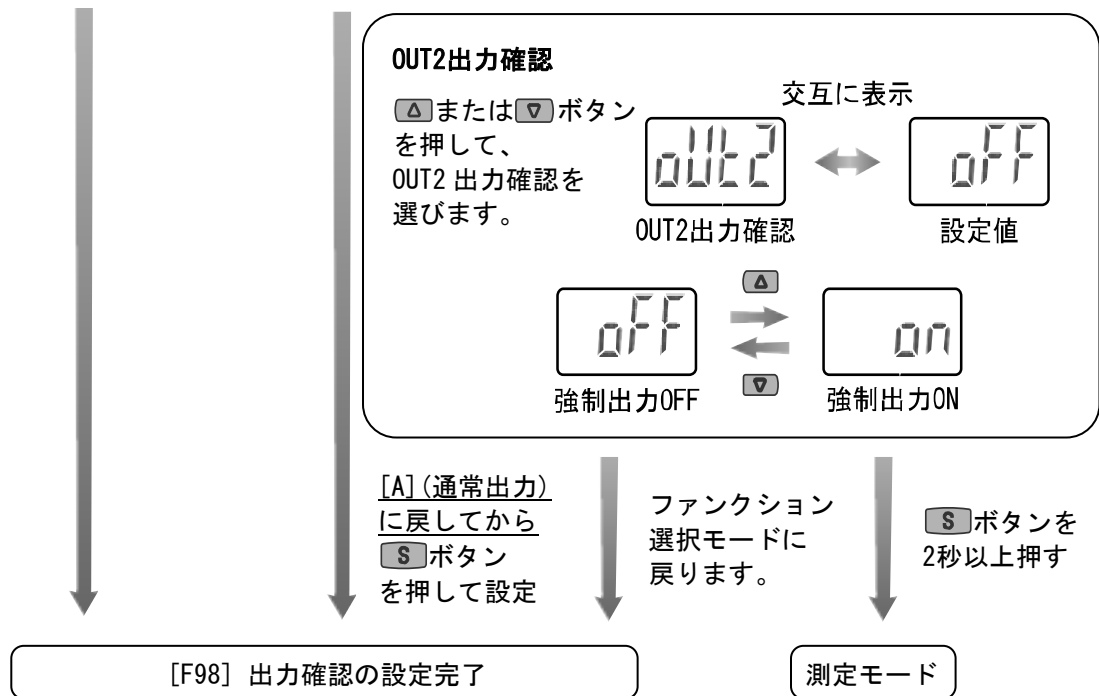 OUT2出力確認
△または▽ボタン
を押して、
OUT2 出力確認を
選びます。
交互に表示
oUt2
oFF
OUT2出力確認
設定値
△
oFF
on
▽
強制出力OFF
強制出力ON
[A](通常出力)
に戻してから
Sボタン
を押して設定
ファンクション
選択モードに
戻ります。
Sボタンを
2秒以上押す
[F98] 出力確認の設定完了
測定モード